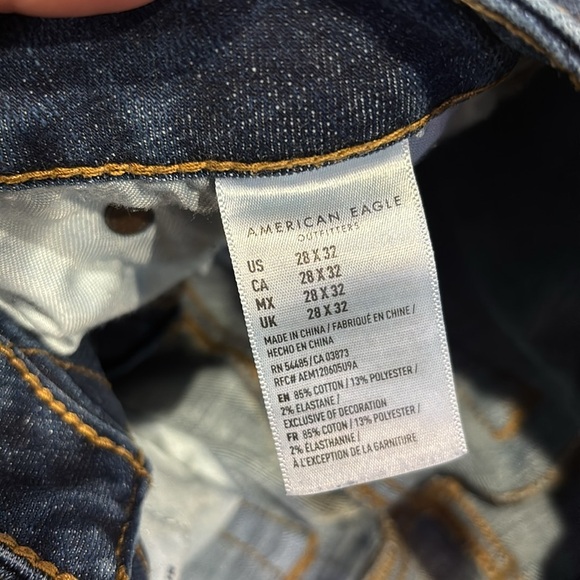 AMERICAN EAGLE
OUTFITTERS
US 28 X 32
CA 28 X 32
MX 28 X 32
UK 28 X 32
MADE IN CHINA / FABRIQUÉ EN CHINE /
HECHO EN CHINA
RN 54485/CA 03873
RFC# AEM120605U9A
EN 85% COTTON / 13% POLYESTER /
2% ELASTANE /
EXCLUSIVE OF DECORATION
FR 85% COTON / 13% POLYESTER /
2% ÉLASTHANNE /
À L'EXCEPTION DE LA GARNITURE